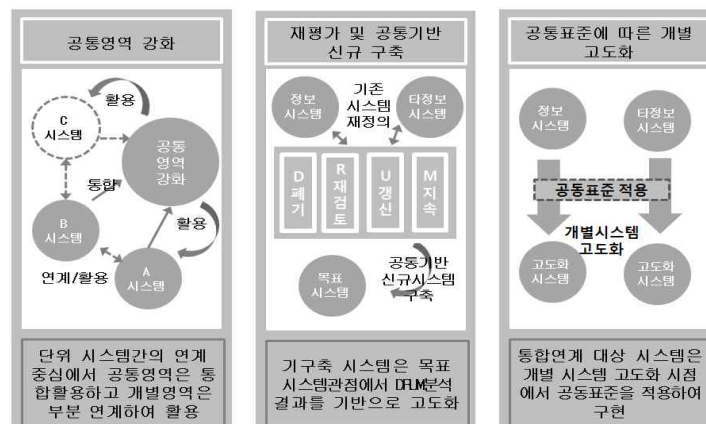 공통영역 강화
C
시스템
활용
공통
영역
강화
통합
B
시스템
활용
A
시스템
연계/활용
단위 시스템간의 연계
중심에서 공통영역은 통
합활용하고 개별영역은
부분 연계하여 활용
재평가 및 공통기반
신규 구축
정보
시스템
기존
시스템
재정의
타정보
시스템
D폐기
R재검토
U갱신
M지속
목표
시스템
공통기반
신규시스템
구축
기구축 시스템은 목표
시스템관점에서 DRUM분석
결과를 기반으로 고도화
공통표준에 따른 개별
고도화
정보
시스템
타정보
시스템
공통표준 적용
개별시스템
고도화
고도화
시스템
고도화
시스템
통합연계 대상 시스템은
개별 시스템 고도화 시점
에서 공통표준을 적용하여
구현